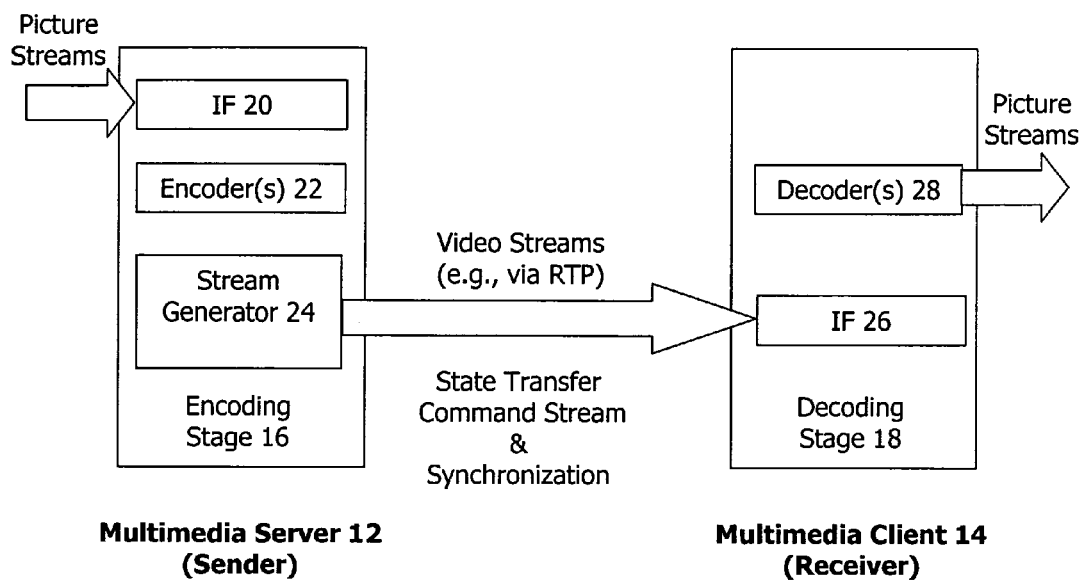 Picture
Streams
IF 20
Encoder(s) 22
Stream
Generator 24
Encoding
Stage 16
Multimedia Server 12
(Sender)
Video Streams
(e.g., via RTP)
State Transfer
Command Stream
&
Synchronization
Picture
Streams
Decoder(s) 28
IF 26
Decoding
Stage 18
Multimedia Client 14
(Receiver)